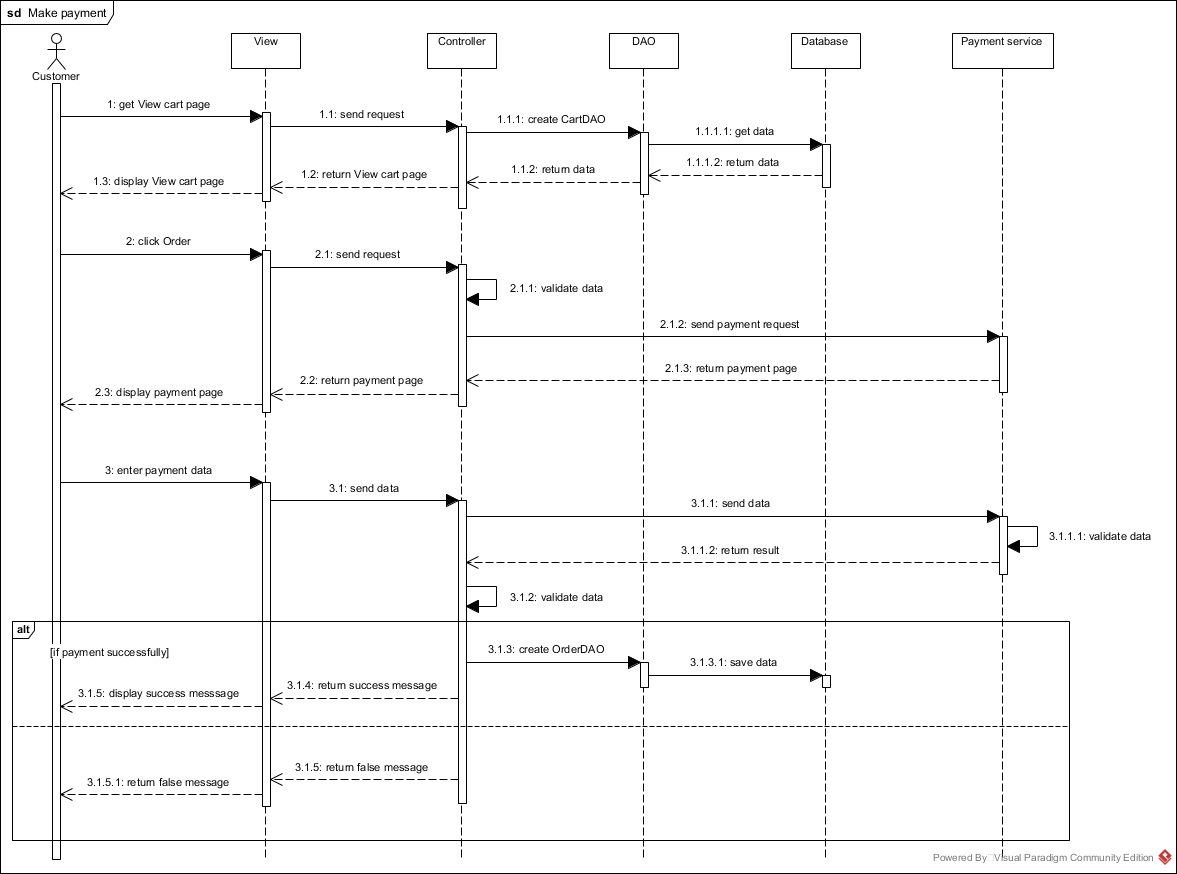 sd Make payment
View
Controller
DAO
Database
Payment service
Customer
1: get View cart page
1.1: send request
1.1.1: create CartDAO
1.1.1.1: get data
1.1.1.2: return data
1.1.2: return data
1.2: return View cart page
1.3: display View cart page
2: click Order
2.1: send request
2.1.1: validate data
2.1.2: send payment request
2.1.3: return payment page
2.2: return payment page
2.3: display payment page
3: enter payment data
3.1: send data
3.1.1: send data
3.1.1.1: validate data
3.1.1.2: return result
3.1.2: validate data
alt
[if payment successfully]
3.1.3: create OrderDAO
3.1.3.1: save data
3.1.4: return success message
3.1.5: display success messsage
3.1.5: return false message
3.1.5.1: return false message
Powered By Visual Paradigm Community Edition